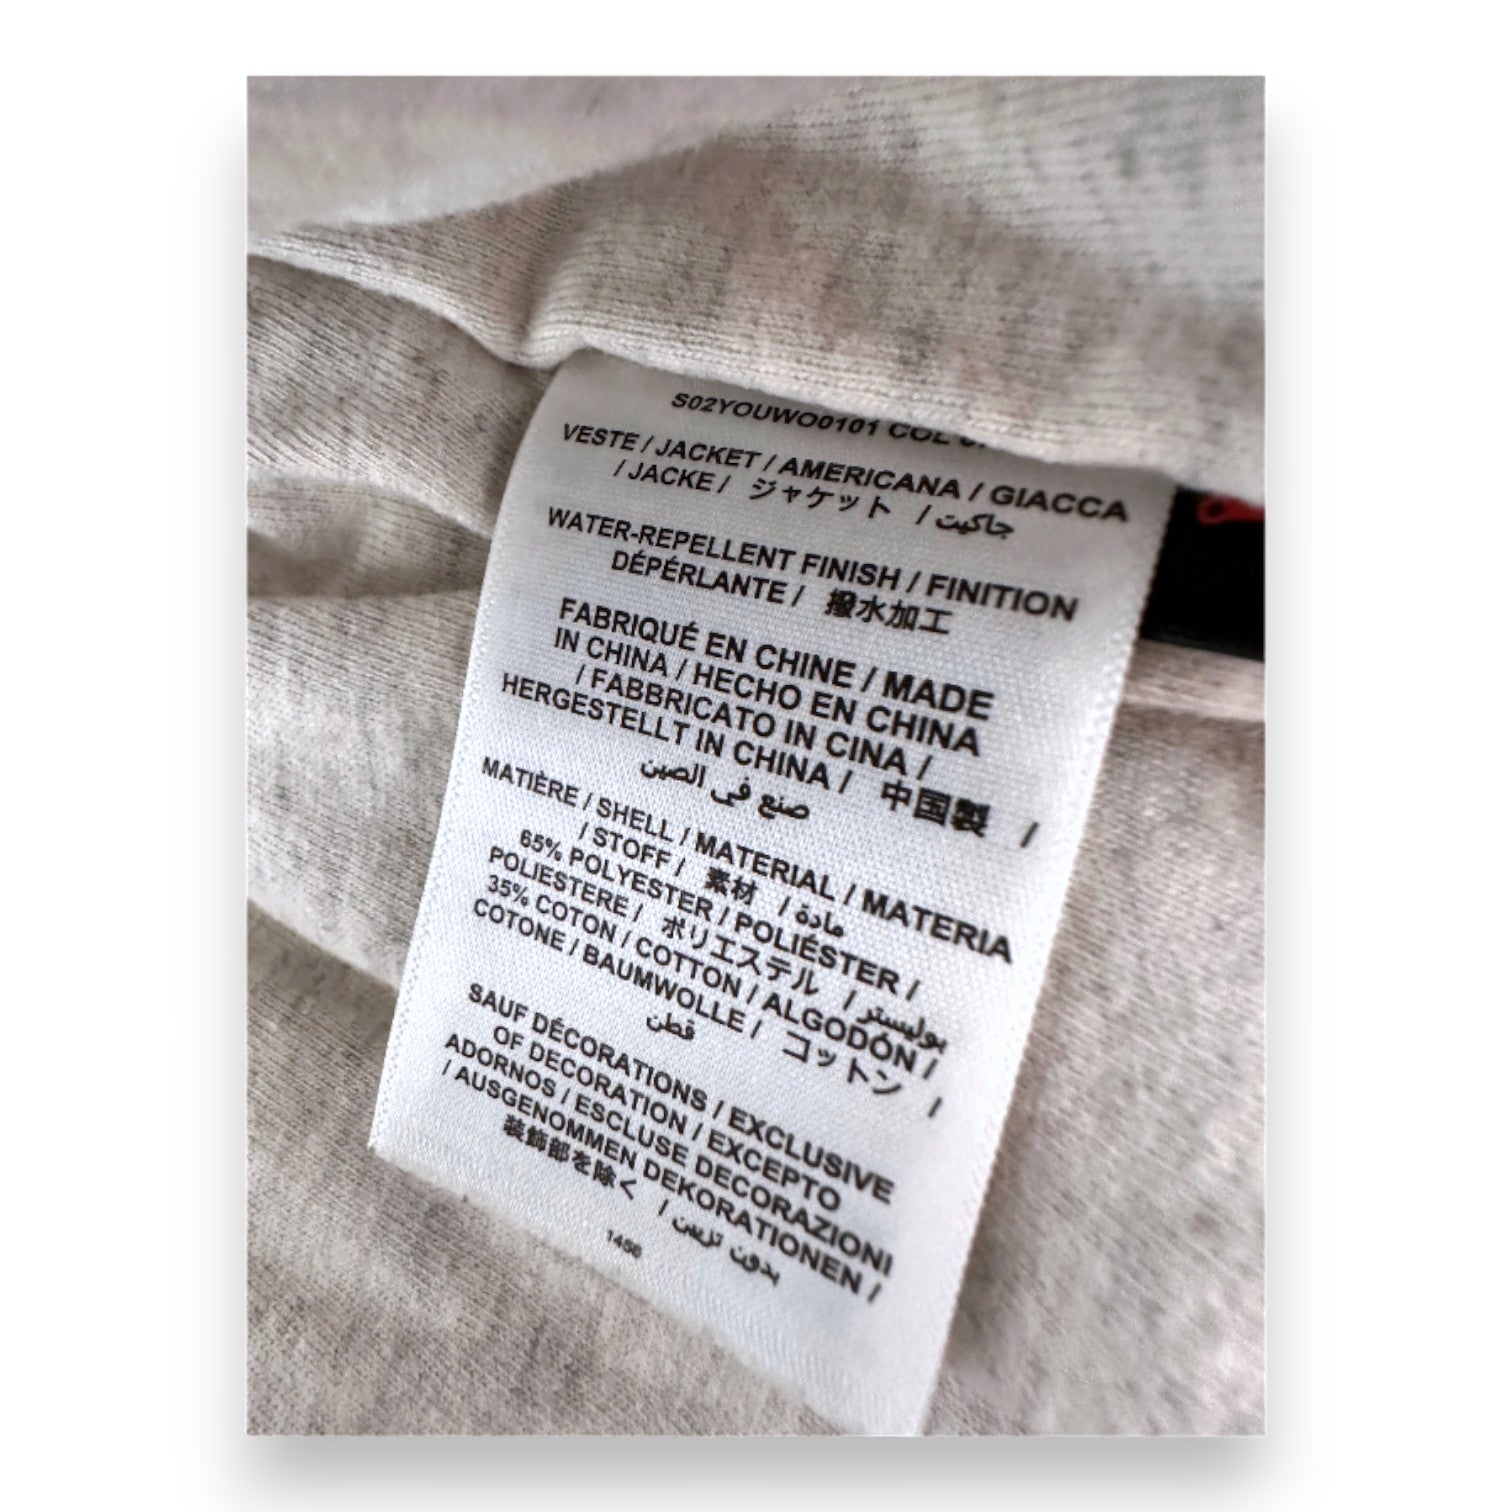 S02YOUWO0101 COL
VESTE / JACKET / AMERICANA / GIACCA
/ JACKE / ジャケット / جاكيت
WATER-REPELLENT FINISH / FINITION
DÉPERLANTE / 撥水加工
FABRIQUÉ EN CHINE / MADE
IN CHINA / HECHO EN CHINA
/ FABBRICATO IN CINA /
HERGESTELLT IN CHINA / 中国製 /
صنع في الصين
MATIÈRE / SHELL / MATERIAL / MATERIA
/ STOFF / 素材 / مادة
65% POLYESTER / POLIÉSTER /
POLIESTERE / ポリエステル / بوليستر
35% COTON / COTTON / ALGODÓN /
COTONE / BAUMWOLLE / コットン /
قطن
SAUF DÉCORATIONS / EXCLUSIVE
OF DECORATION / EXCEPTO
ADORNOS / ESCLUSE DECORAZIONI
/ AUSGENOMMEN DEKORATIONEN /
装飾部を除く / بدون تزيين
1456